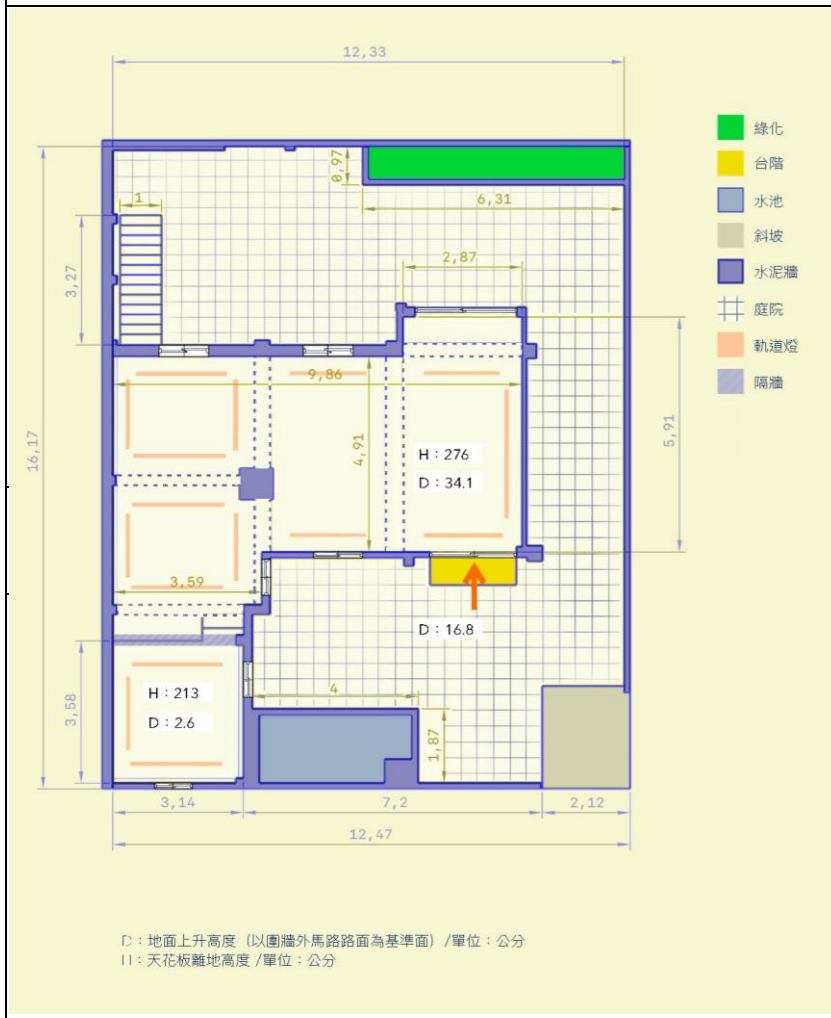 12,33
綠化
台階
水池
斜坡
水泥牆
庭院
軌道燈
隔牆
0,97
1
6,31
3,27
2,87
9,86
16,17
4,91
5,91
H：276
D：34.1
3,59
D：16.8
H：213
D：2.6
3,58
4
1,87
3,14
7,2
2,12
12,47
D：地面上升高度（以圍牆外馬路路面為基準面）/單位：公分
H：天花板離地高度 /單位：公分